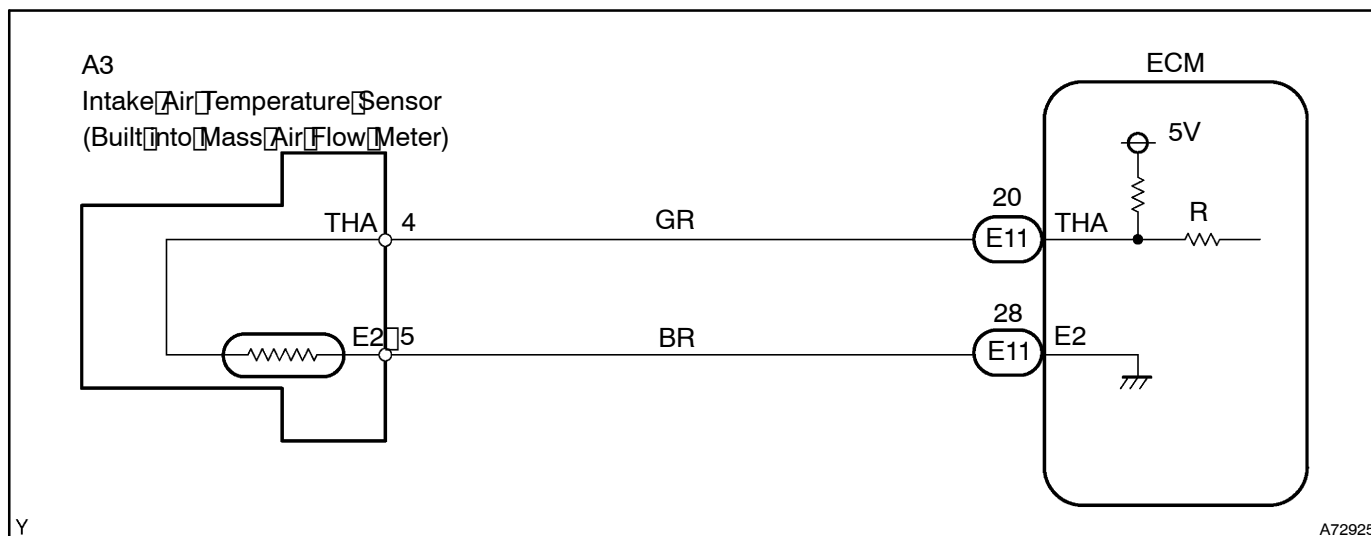 A3
Intake Air Temperature Sensor
(Built into Mass Air Flow Meter)
ECM
5V
THA 4
GR
20
E11
THA
R
E2 5
BR
28
E11
E2
Y
A72925